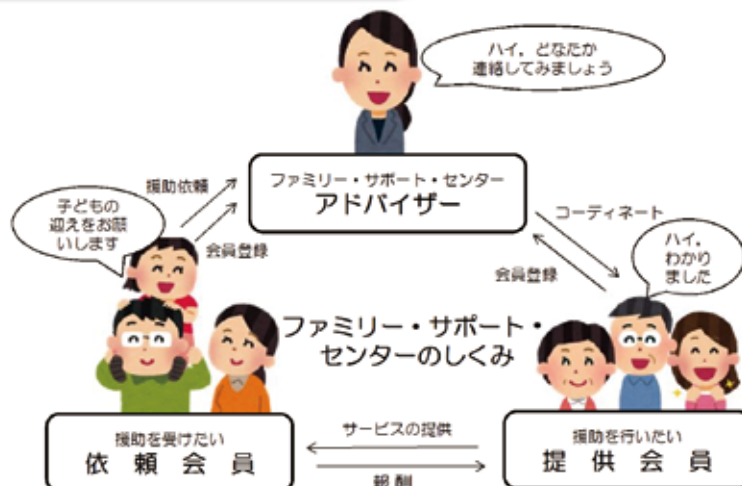 ハイ，どなたか
連絡してみましょう
ファミリー・サポート・センター
アドバイザー
援助依頼
会員登録
子どもの
迎えをお願
いします
コーディネート
会員登録
ハイ，
わかり
ました
ファミリー・サポート・
センターのしくみ
援助を受けたい
依頼会員
サービスの提供
報酬
援助を行いたい
提供会員